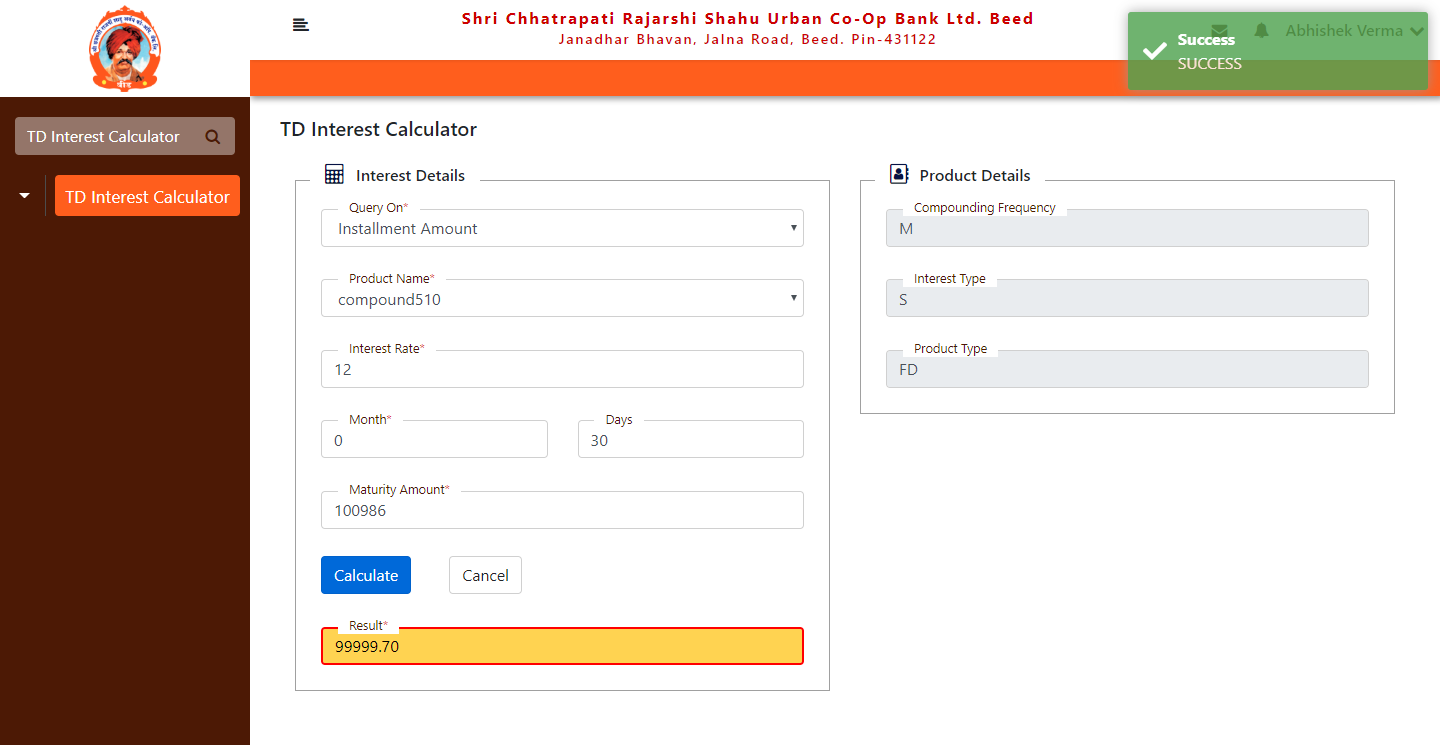 Shri Chhatrapati Rajarshi Shahu Urban Co-Op Bank Ltd. Beed
Janadhar Bhavan, Jalna Road, Beed. Pin-431122
Abhishek Verma
Success
SUCCESS
बीड
TD Interest Calculator
TD Interest Calculator
TD Interest Calculator
Interest Details
Query On*
Installment Amount
Product Name*
compound510
Interest Rate*
12
Month*
0
Days
30
Maturity Amount*
100986
Calculate
Cancel
Result*
99999.70
Product Details
Compounding Frequency
M
Interest Type
S
Product Type
FD